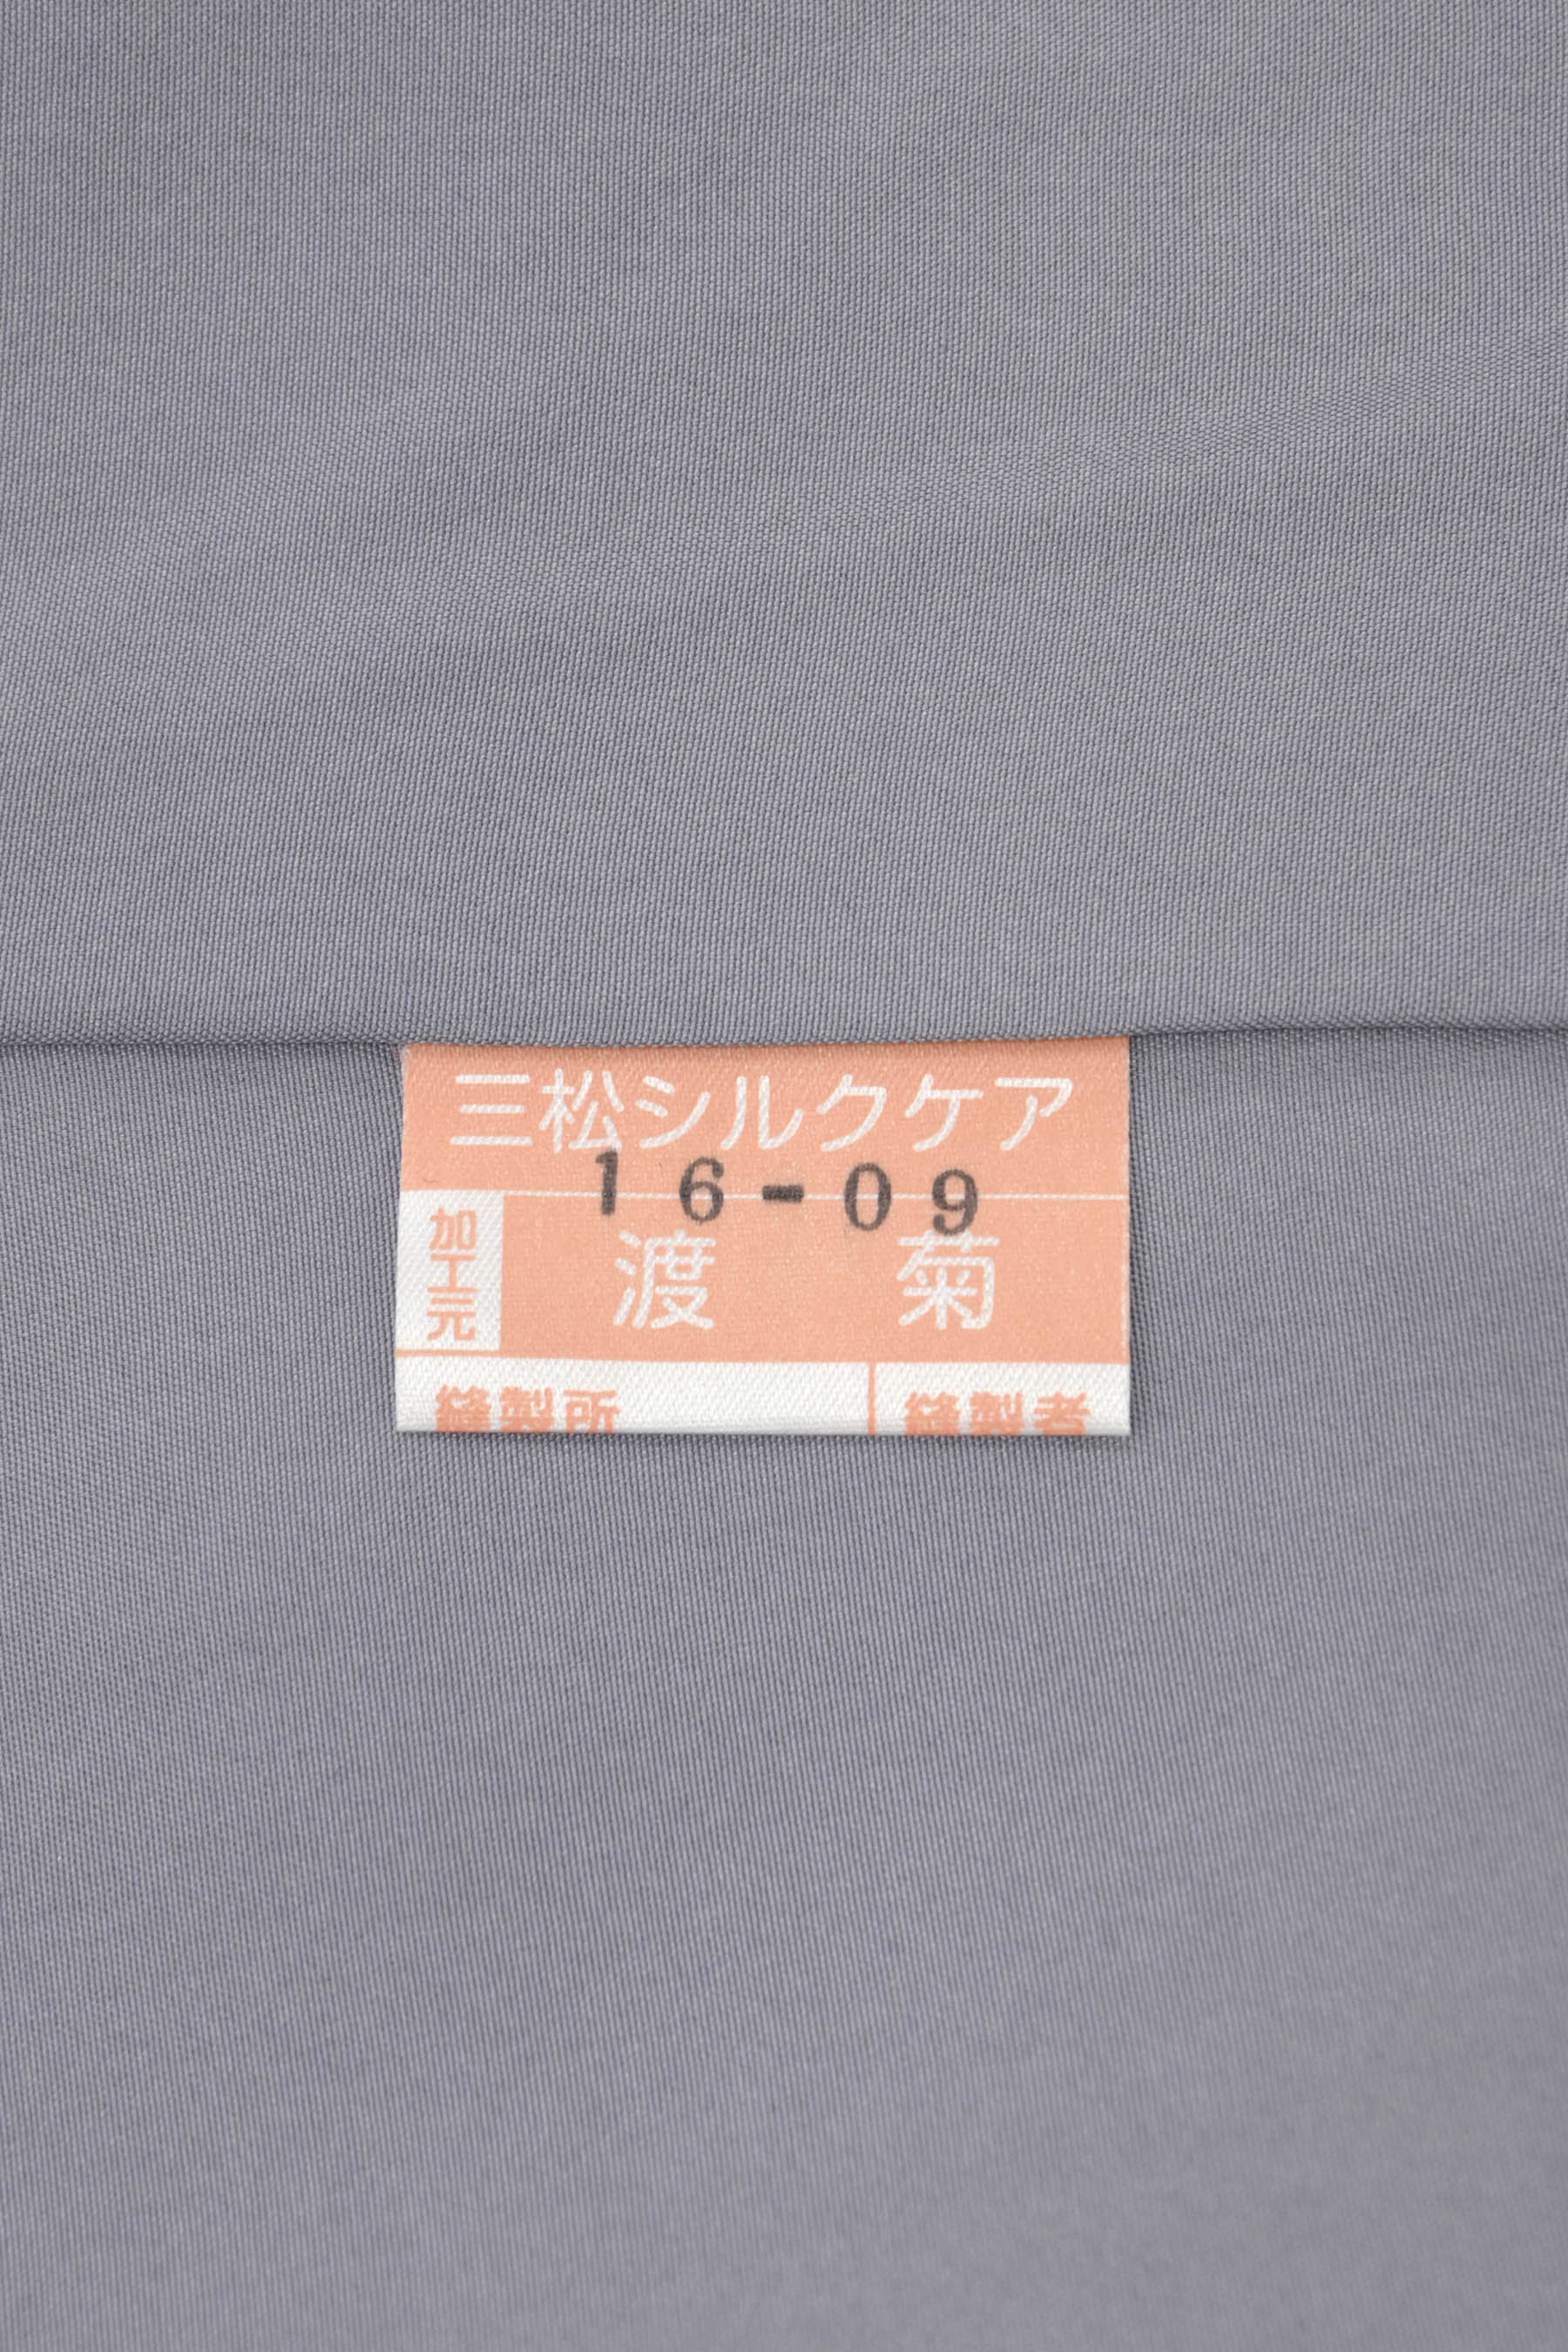 三松シルクケア
16-09
加工元
渡 菊
縫製所 縫製者